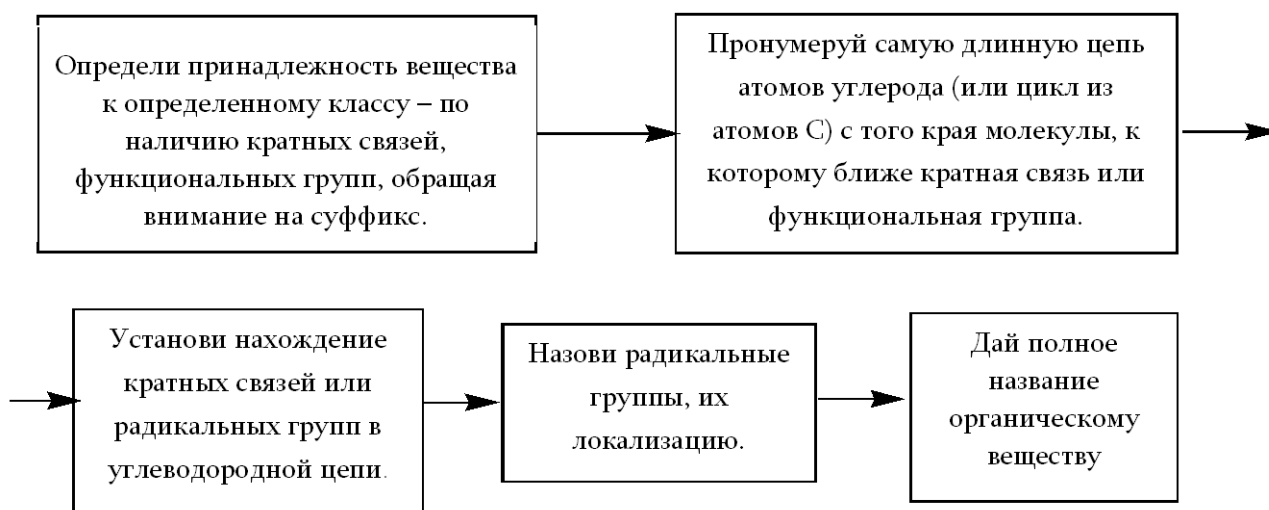 Определи принадлежность вещества
к определенному классу – по
наличию кратных связей,
функциональных групп, обращая
внимание на суффикс.
Пронумеруй самую длинную цепь
атомов углерода (или цикл из
атомов С) с того края молекулы, к
которому ближе кратная связь или
функциональная группа.
Установи нахождение
кратных связей или
радикальных групп в
углеводородной цепи.
Назови радикальные
группы, их
локализацию.
Дай полное
название
органическому
веществу